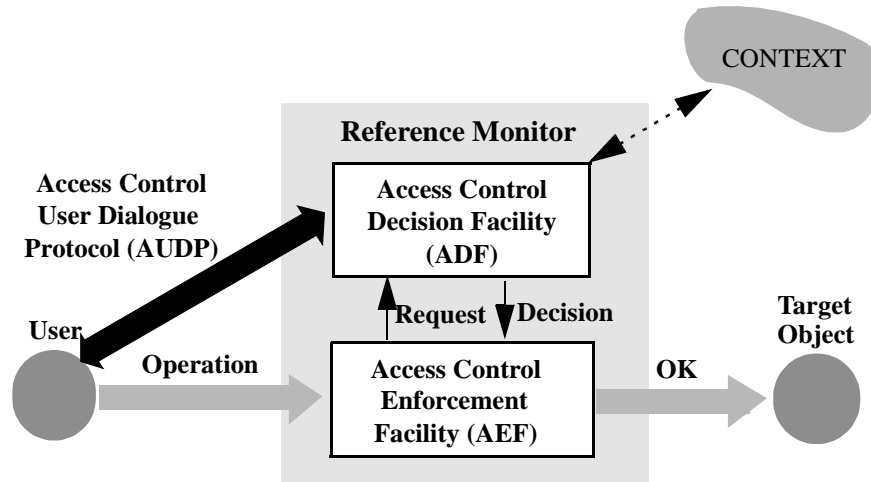 CONTEXT
Reference Monitor
Access Control
User Dialogue
Protocol (AUDP)
Access Control
Decision Facility
(ADF)
Request
Decision
User
Operation
Access Control
Enforcement
Facility (AEF)
OK
Target
Object